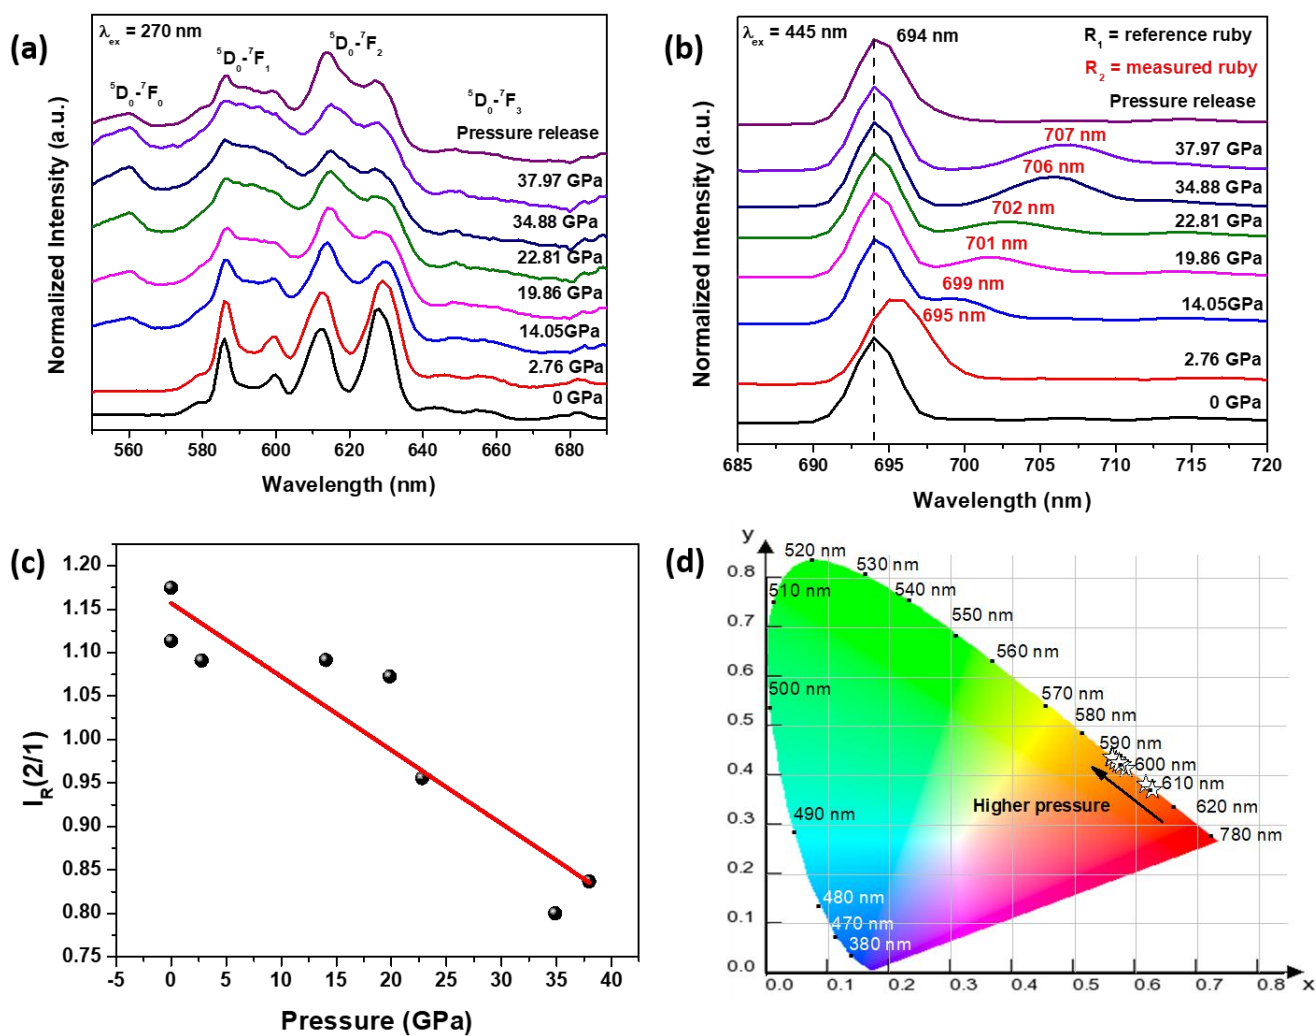 (a)
λex = 270 nm
⁵D₀-⁷F₀
⁵D₀-⁷F₁
⁵D₀-⁷F₂
⁵D₀-⁷F₃
Pressure release
37.97 GPa
34.88 GPa
22.81 GPa
19.86 GPa
14.05GPa
2.76 GPa
0 GPa
Normalized Intensity (a.u.)
560 580 600 620 640 660 680
Wavelength (nm)
(b)
λex = 445 nm
694 nm
R₁ = reference ruby
R₂ = measured ruby
Pressure release
707 nm
37.97 GPa
706 nm
34.88 GPa
702 nm
22.81 GPa
701 nm
19.86 GPa
699 nm
14.05GPa
695 nm
2.76 GPa
0 GPa
Normalized Intensity (a.u.)
685 690 695 700 705 710 715 720
Wavelength (nm)
(c)
1.20
1.15
1.10
1.05
1.00
0.95
0.90
0.85
0.80
0.75
I_R(2/1)
-5 0 5 10 15 20 25 30 35 40
Pressure (GPa)
(d)
y
0.8
0.7
0.6
0.5
0.4
0.3
0.2
0.1
0.0
520 nm
530 nm
510 nm
540 nm
550 nm
560 nm
500 nm
570 nm
580 nm
590 nm
600 nm
610 nm
Higher pressure
620 nm
490 nm
780 nm
480 nm
470 nm
380 nm
0.0 0.1 0.2 0.3 0.4 0.5 0.6 0.7 0.8
x